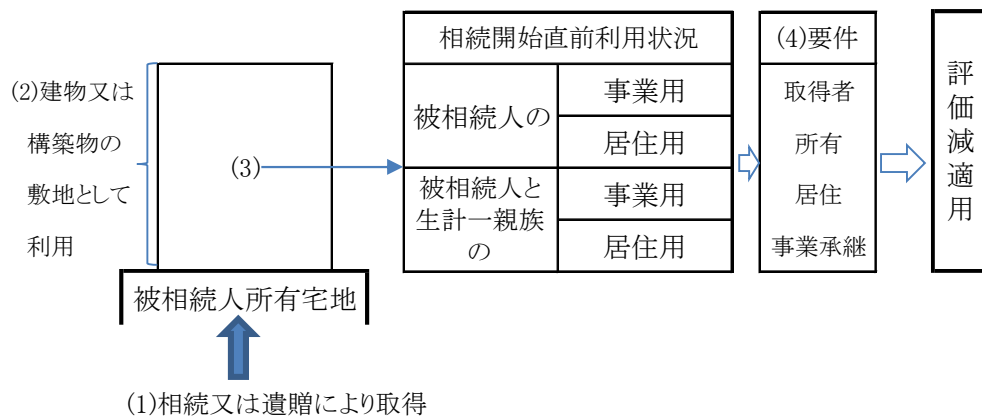 相続開始直前利用状況
(4)要件
(2)建物又は
構築物の
敷地として
利用
(3)
被相続人の
事業用
居住用
被相続人と
生計一親族
の
事業用
居住用
取得者
所有
居住
事業承継
評価減適用
被相続人所有宅地
(1)相続又は遺贈により取得